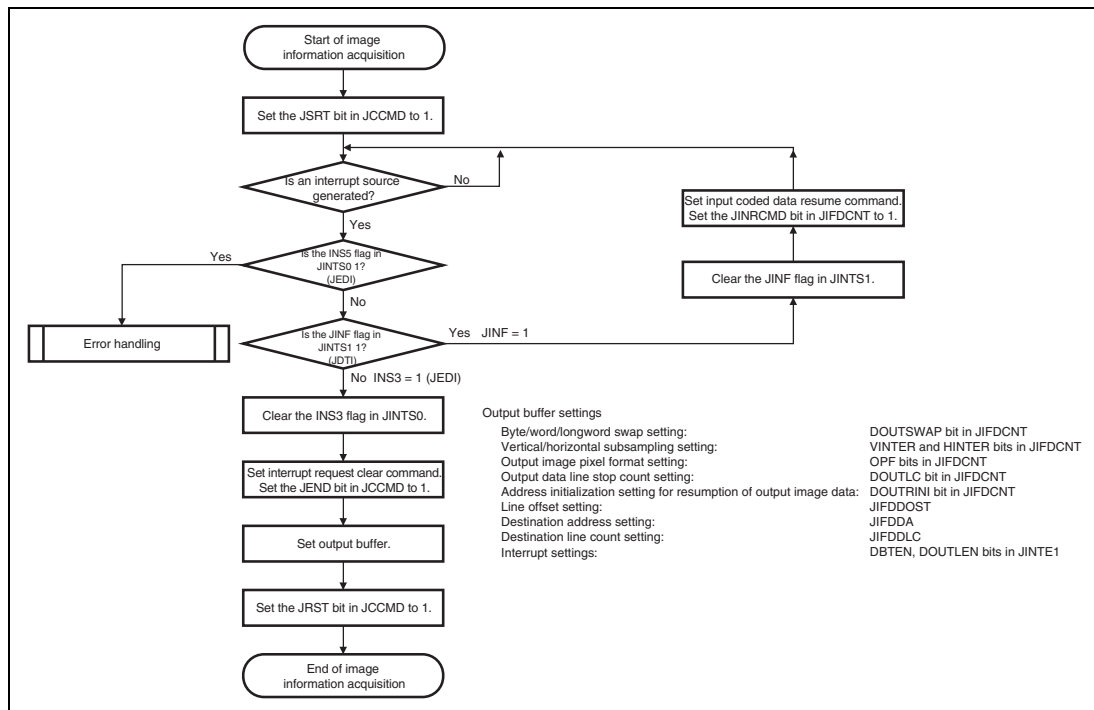 Start of image
information acquisition
Set the JSRT bit in JCCMD to 1.
Is an interrupt source
generated?
No
Yes
Set input coded data resume command.
Set the JINRCMD bit in JIFDCNT to 1.
Is the INS5 flag in
JINTS0 1?
(JEDI)
Yes
No
Clear the JINF flag in JINTS1.
Error handling
Is the JINF flag in
JINTS1 1?
(JDTI)
Yes JINF = 1
No INS3 = 1 (JEDI)
Clear the INS3 flag in JINTS0.
Set interrupt request clear command.
Set the JEND bit in JCCMD to 1.
Set output buffer.
Set the JRST bit in JCCMD to 1.
End of image
information acquisition
Output buffer settings
Byte/word/longword swap setting: DOUTSWAP bit in JIFDCNT
Vertical/horizontal subsampling setting: VINTER and HINTER bits in JIFDCNT
Output image pixel format setting: OPF bits in JIFDCNT
Output data line stop count setting: DOUTLC bit in JIFDCNT
Address initialization setting for resumption of output image data: DOUTRINI bit in JIFDCNT
Line offset setting: JIFDDOST
Destination address setting: JIFDDA
Destination line count setting: JIFDDLC
Interrupt settings: DBTEN, DOUTLEN bits in JINTE1